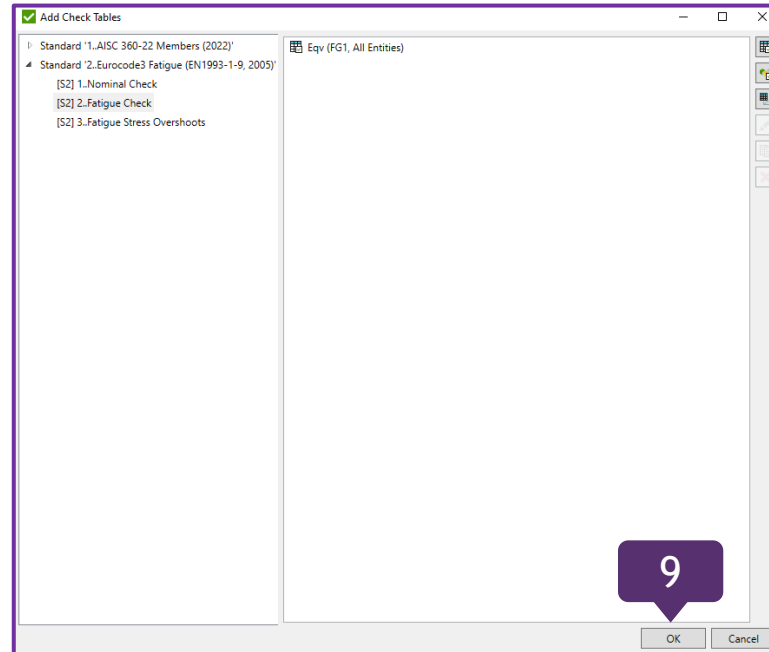 Add Check Tables
Standard '1..AISC 360-22 Members (2022)'
Standard '2..Eurocode3 Fatigue (EN1993-1-9, 2005)'
[S2] 1..Nominal Check
[S2] 2..Fatigue Check
[S2] 3..Fatigue Stress Overshoots
Eqv (FG1, All Entities)
9
OK
Cancel